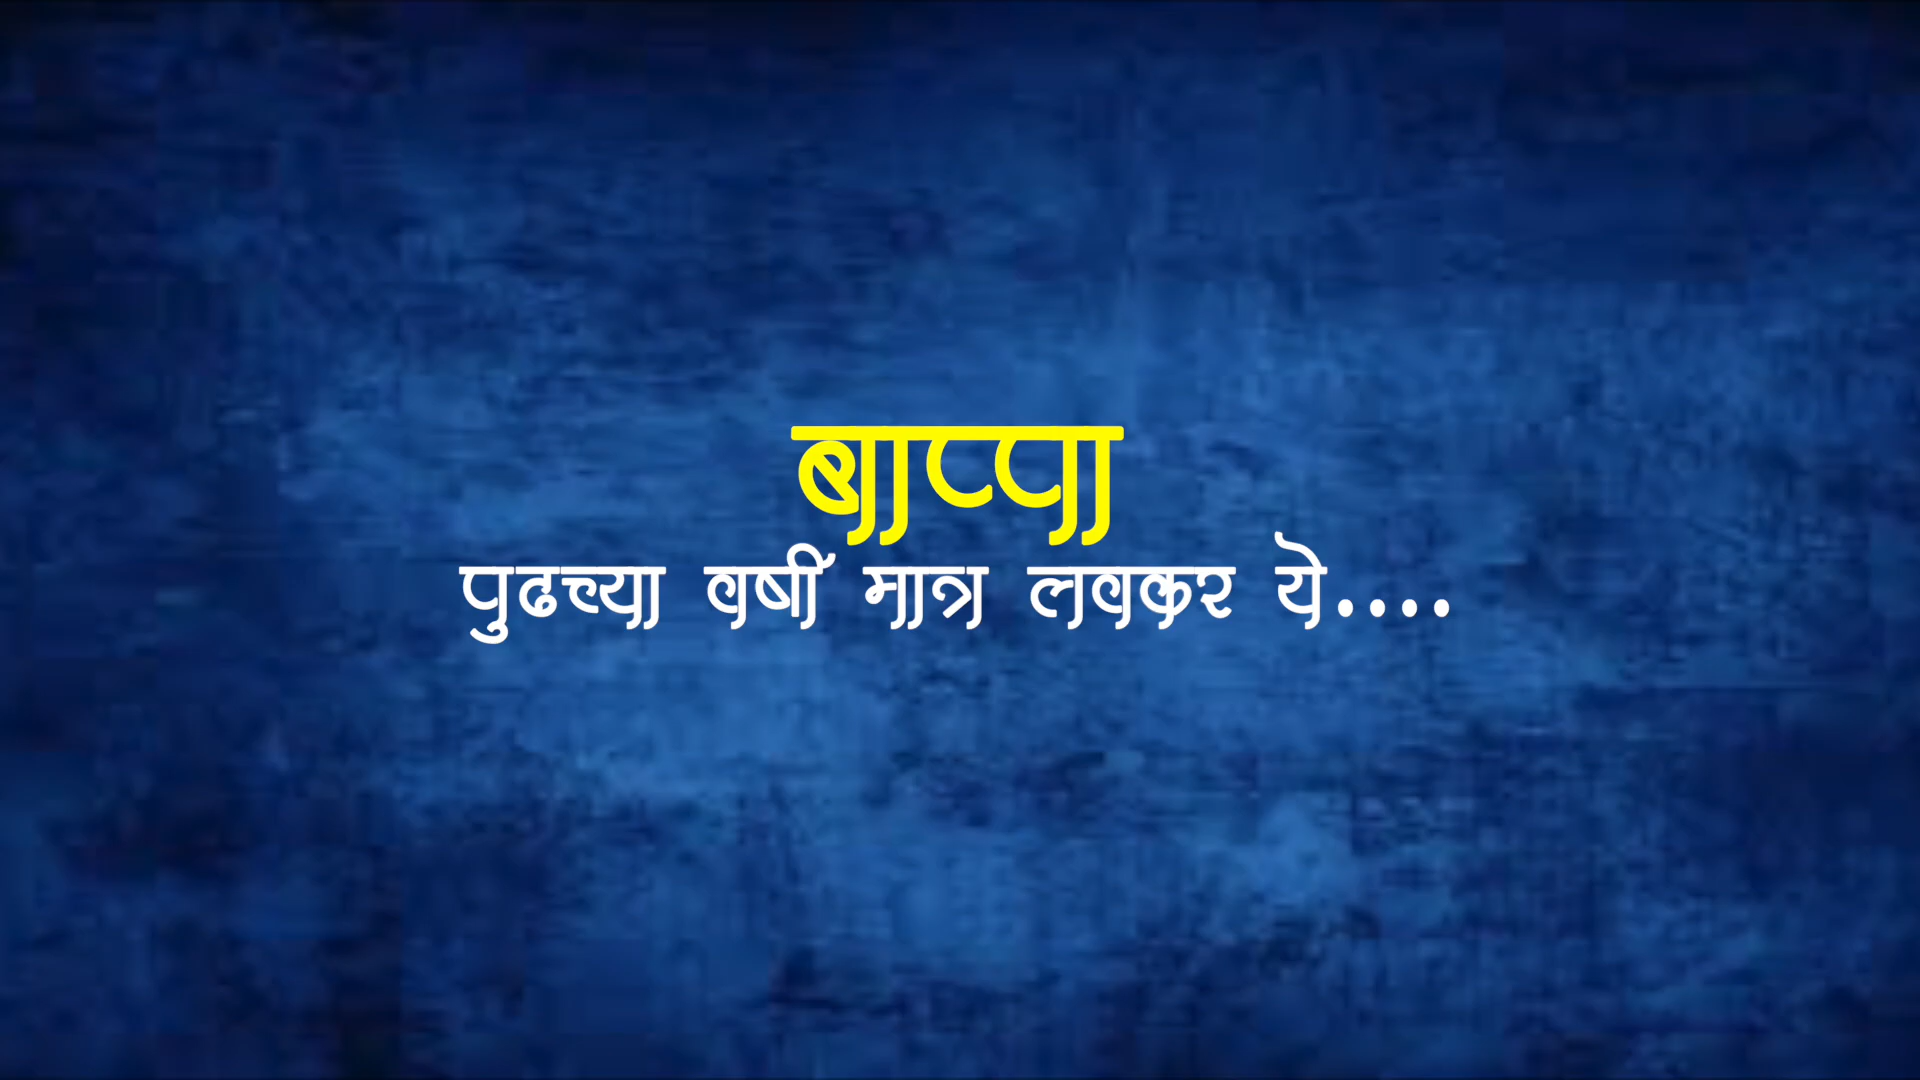 बाप्पा
पुढच्या वर्षी मात्र लवकर ये....